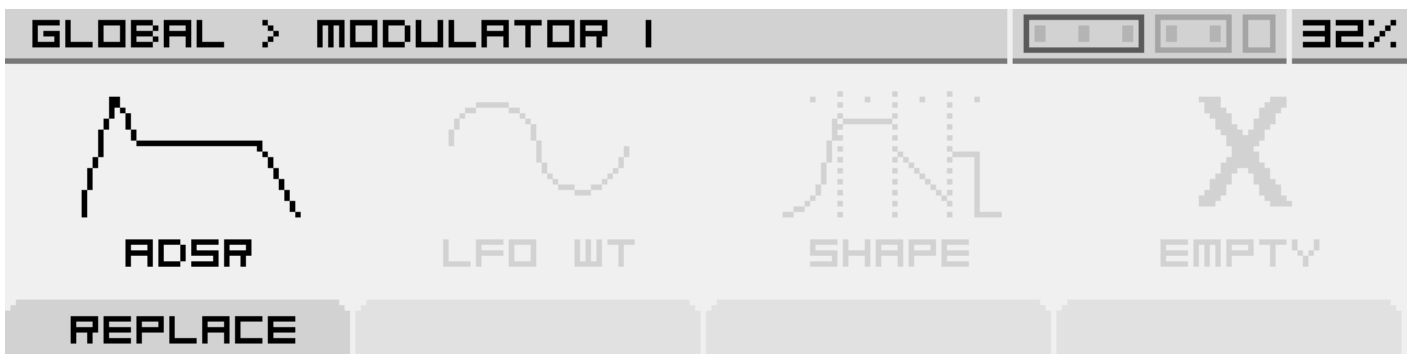 GLOBAL > MODULATOR 1
32%
ADSR
LFO WT
SHAPE
EMPTY
REPLACE